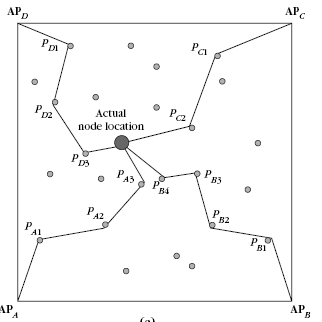 AP_D
AP_C
P_D1
P_C1
P_D2
Actual
node location
P_C2
P_D3
P_A3
P_B4
P_B3
P_A1
P_A2
P_B2
P_B1
AP_A
AP_B